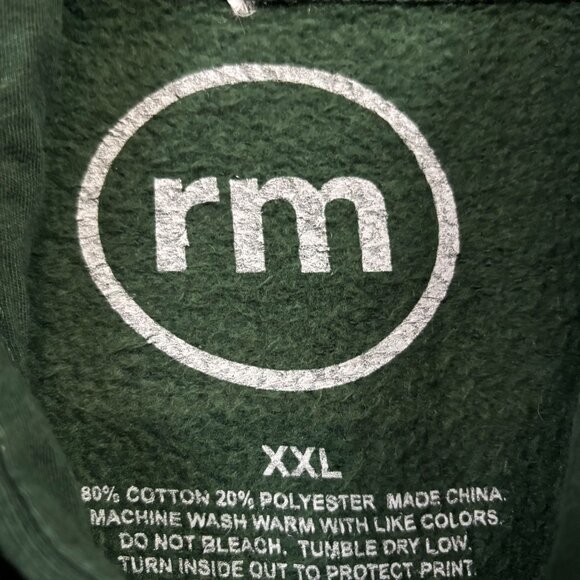 rm
XXL
80% COTTON 20% POLYESTER MADE CHINA.
MACHINE WASH WARM WITH LIKE COLORS.
DO NOT BLEACH. TUMBLE DRY LOW.
TURN INSIDE OUT TO PROTECT PRINT.